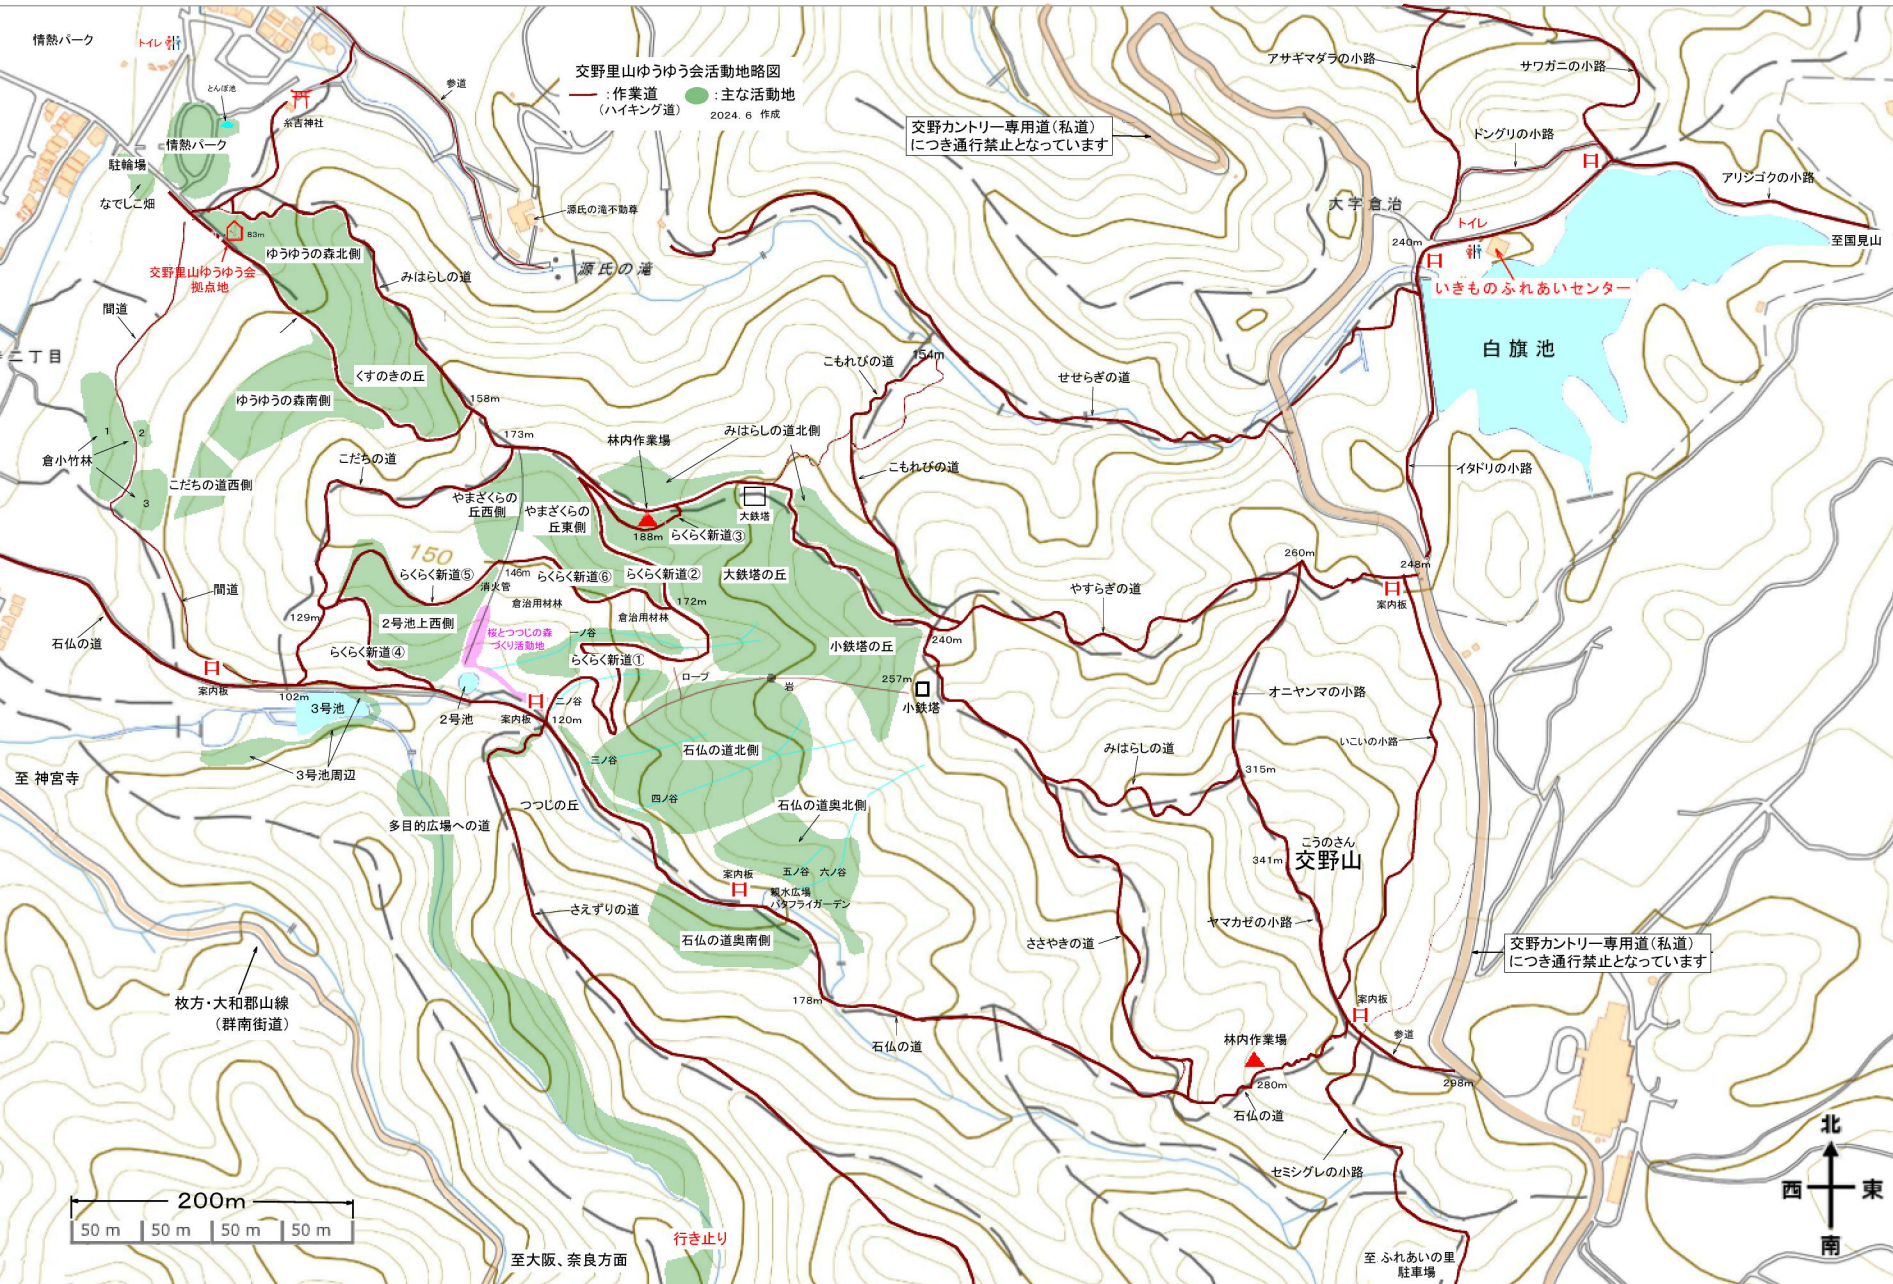 情熱パーク
トイレ
とんぼ池
糸吉神社
情熱パーク
駐輪場
なでしこ畑
参道
交野里山ゆうゆう会活動地略図
:作業道
(ハイキング道)
:主な活動地
2024.6 作成
交野カントリー専用道(私道)
につき通行禁止となっています
アサギマダラの小路
サワガニの小路
ドングリの小路
アリジゴクの小路
大字倉治
トイレ
240m
至国見山
いきものふれあいセンター
白旗池
源氏の滝不動尊
源氏の滝
83m
ゆうゆうの森北側
交野里山ゆうゆう会
拠点地
みはらしの道
間道
二丁目
くすのきの丘
ゆうゆうの森南側
158m
154m
こもれびの道
せせらぎの道
1
2
3
倉小竹林
こだちの道西側
こだちの道
173m
林内作業場
みはらしの道北側
こもれびの道
イタドリの小路
やまざくらの
丘西側
やまざくらの
丘東側
大鉄塔
188m
らくらく新道③
150
らくらく新道⑤
146m
消火管
らくらく新道⑥
らくらく新道②
大鉄塔の丘
260m
248m
案内板
やすらぎの道
間道
129m
2号池上西側
倉治用材林
倉治用材林
172m
桜とつつじの森
づくり活動地
一ノ谷
240m
小鉄塔の丘
石仏の道
らくらく新道④
らくらく新道①
ロープ
岩
257m
小鉄塔
オニヤンマの小路
案内板
102m
3号池
2号池
案内板
二ノ谷
120m
いこいの小路
3号池周辺
三ノ谷
石仏の道北側
みはらしの道
315m
至 神宮寺
つつじの丘
四ノ谷
石仏の道奥北側
多目的広場への道
こうのさん
交野山
341m
案内板
五ノ谷
六ノ谷
親水広場
バタフライガーデン
さえずりの道
石仏の道奥南側
ささやきの道
ヤマカゼの小路
交野カントリー専用道(私道)
につき通行禁止となっています
枚方・大和郡山線
(群南街道)
178m
石仏の道
案内板
参道
林内作業場
280m
298m
石仏の道
セミシグレの小路
北
西
東
南
200m
50 m
50 m
50 m
50 m
行き止り
至大阪、奈良方面
至 ふれあいの里
駐車場